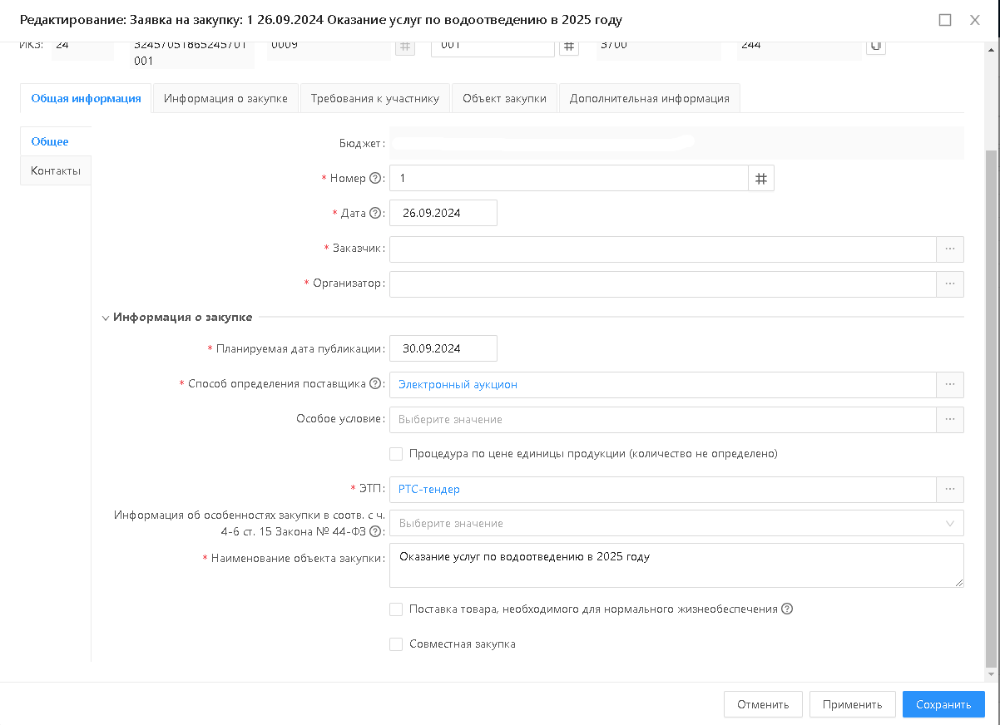 Редактирование: Заявка на закупку: 1 26.09.2024 Оказание услуг по водоотведению в 2025 году
ИКЗ: 24 32457051865245701 0009 001 3700 244
001
Общая информация Информация о закупке Требования к участнику Объект закупки Дополнительная информация
Общее
Контакты
Бюджет:
* Номер ?: 1 #
* Дата ?: 26.09.2024
* Заказчик: ...
* Организатор: ...
Информация о закупке
* Планируемая дата публикации: 30.09.2024
* Способ определения поставщика ?: Электронный аукцион ...
Особое условие: Выберите значение ...
Процедура по цене единицы продукции (количество не определено)
* ЭТП: РТС-тендер ...
Информация об особенностях закупки в соотв. с ч.
4-6 ст. 15 Закона № 44-ФЗ ?: Выберите значение
* Наименование объекта закупки: Оказание услуг по водоотведению в 2025 году
Поставка товара, необходимого для нормального жизнеобеспечения ?
Совместная закупка
Отменить Применить Сохранить